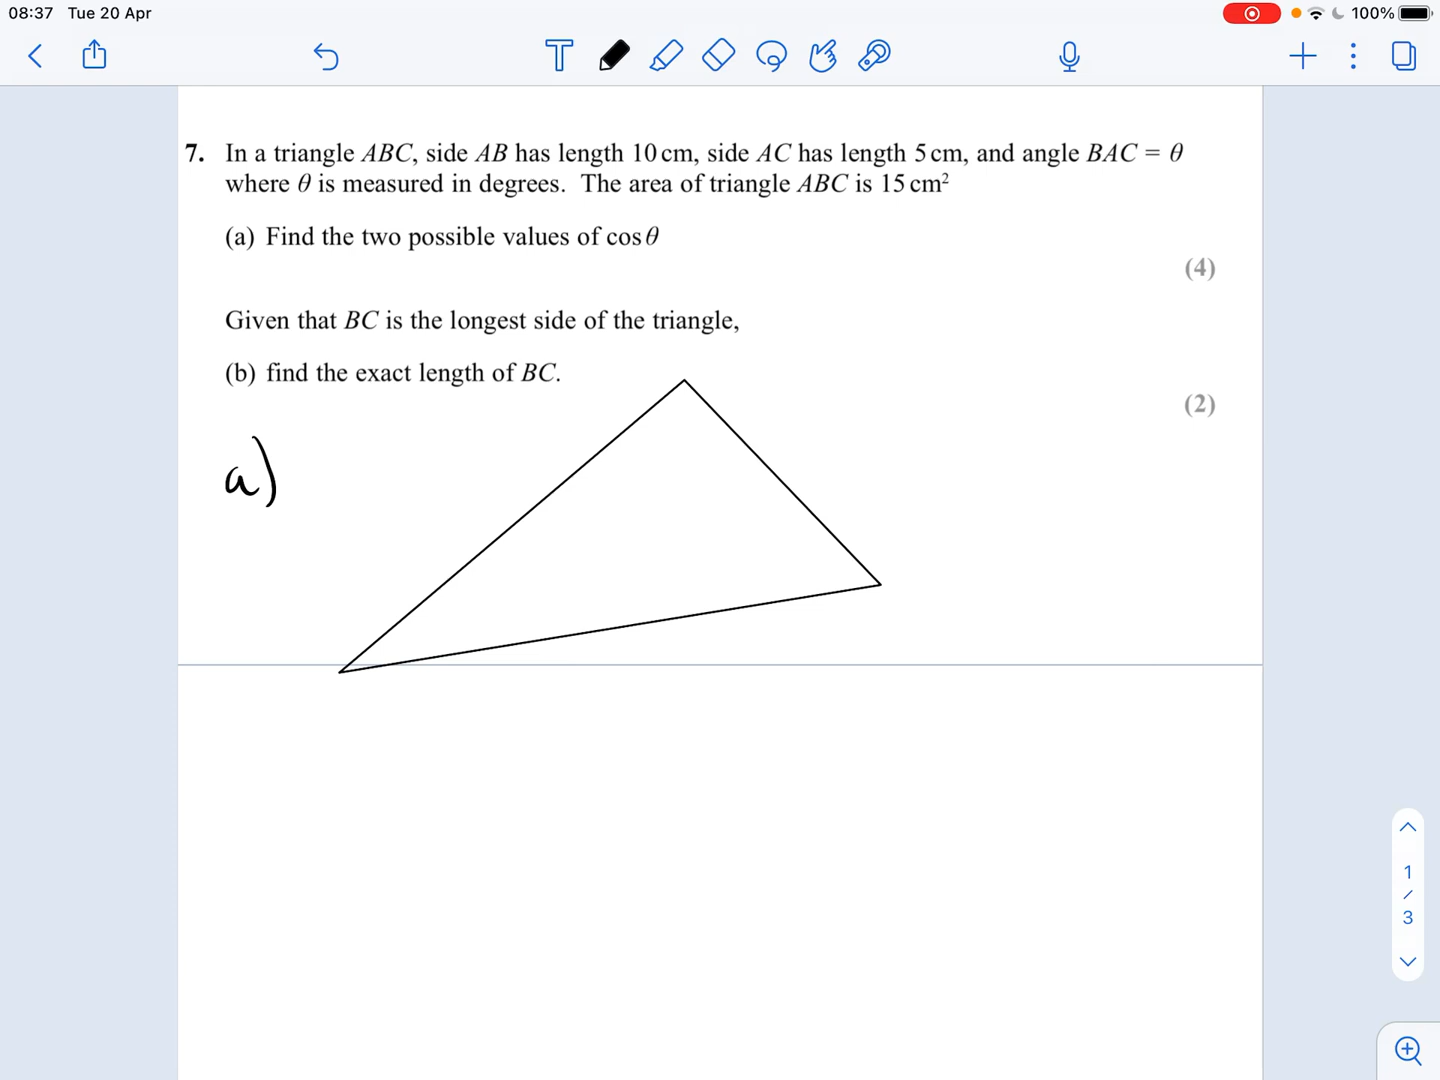 08:37 Tue 20 Apr
100%
7. In a triangle ABC, side AB has length 10 cm, side AC has length 5 cm, and angle BAC = θ
where θ is measured in degrees. The area of triangle ABC is 15 cm²
(a) Find the two possible values of cos θ
(4)
Given that BC is the longest side of the triangle,
(b) find the exact length of BC.
(2)
a)
1
/
3